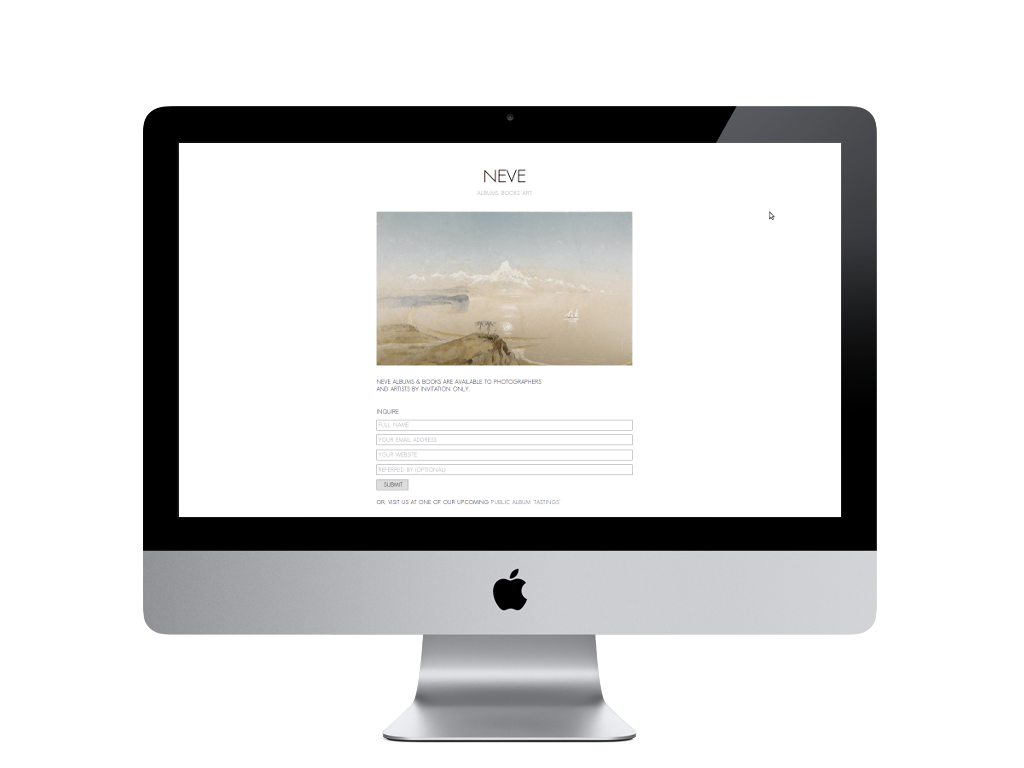 NEVE
ALBUMS BOOKS ART
NEVE ALBUMS & BOOKS ARE AVAILABLE TO PHOTOGRAPHERS
AND ARTISTS BY INVITATION ONLY.
INQUIRE
FULL NAME
YOUR EMAIL ADDRESS
YOUR WEBSITE
REFERRED BY (OPTIONAL)
SUBMIT
OR, VISIT US AT ONE OF OUR UPCOMING PUBLIC ALBUM 'TASTINGS'